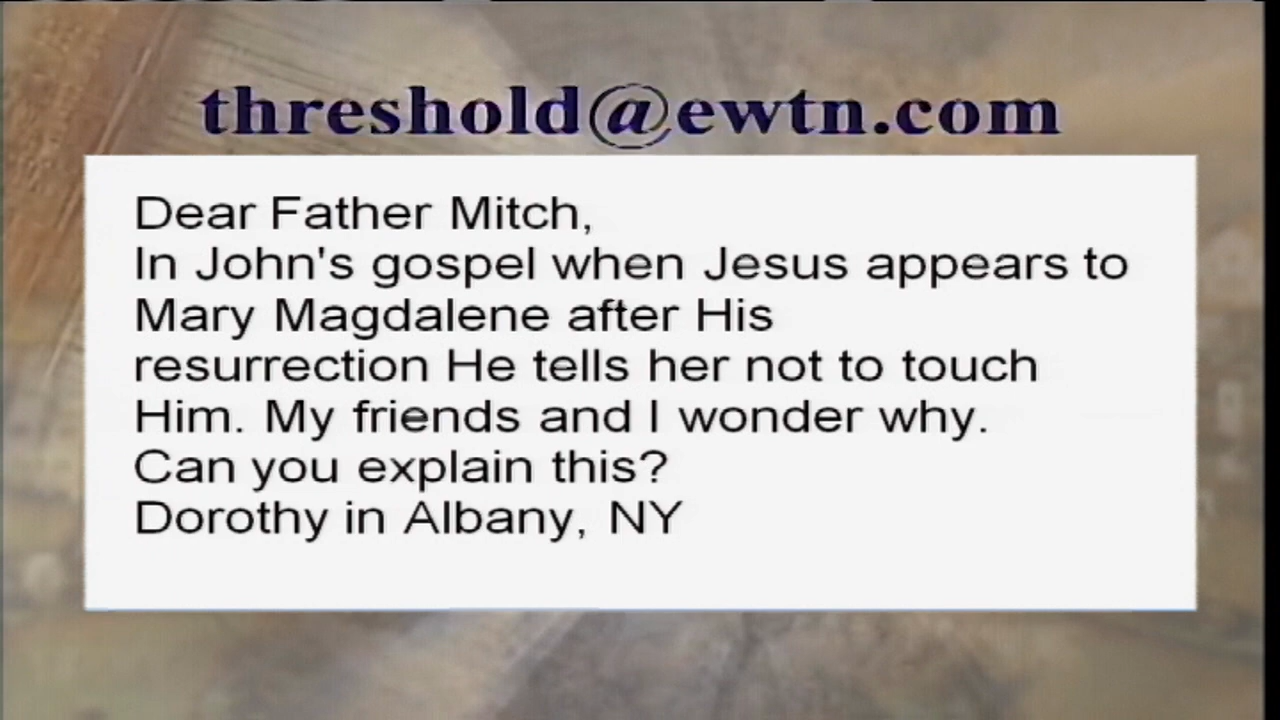 threshold@ewtn.com
Dear Father Mitch,
In John's gospel when Jesus appears to
Mary Magdalene after His
resurrection He tells her not to touch
Him. My friends and I wonder why.
Can you explain this?
Dorothy in Albany, NY